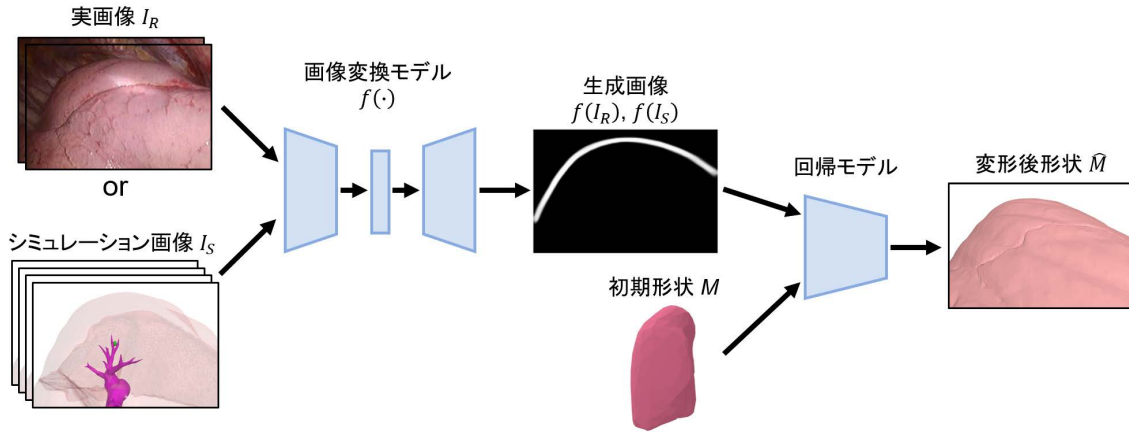 実画像 I_R
or
シミュレーション画像 I_S
画像変換モデル
f(·)
生成画像
f(I_R), f(I_S)
初期形状 M
回帰モデル
変形後形状 M̂